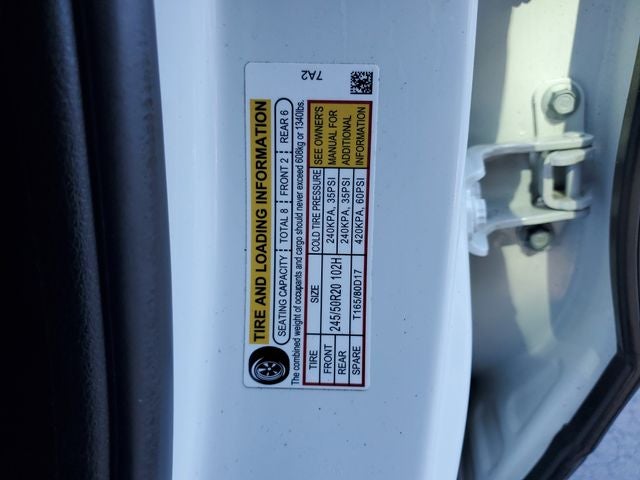 7A2
TIRE AND LOADING INFORMATION
SEATING CAPACITY TOTAL 8 FRONT 2 REAR 6
The combined weight of occupants and cargo should never exceed 608kg or 1340lbs.
TIRE SIZE COLD TIRE PRESSURE SEE OWNER'S
FRONT 245/50R20 102H 240KPA, 35PSI MANUAL FOR
REAR 240KPA, 35PSI ADDITIONAL
SPARE T165/80D17 420KPA, 60PSI INFORMATION